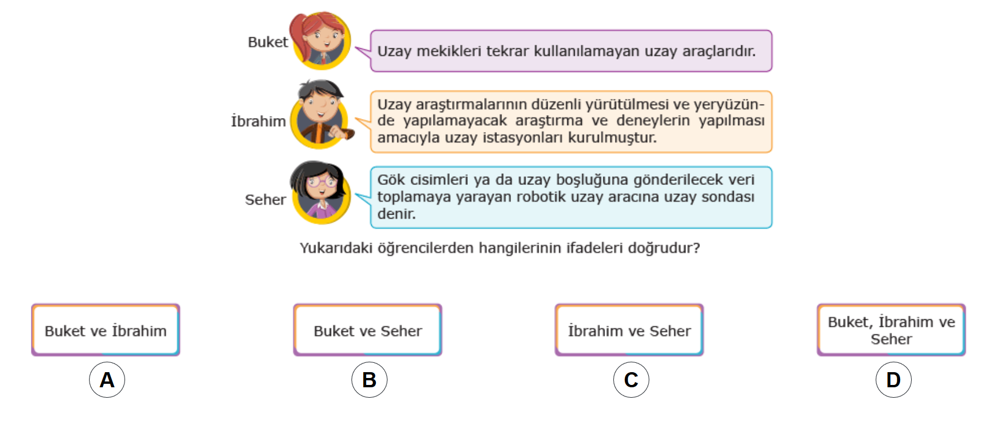 Buket
Uzay mekikleri tekrar kullanılamayan uzay araçlarıdır.
İbrahim
Uzay araştırmalarının düzenli yürütülmesi ve yeryüzün-
de yapılamayacak araştırma ve deneylerin yapılması
amacıyla uzay istasyonları kurulmuştur.
Seher
Gök cisimleri ya da uzay boşluğuna gönderilecek veri
toplamaya yarayan robotik uzay aracına uzay sondası
denir.
Yukarıdaki öğrencilerden hangilerinin ifadeleri doğrudur?
Buket ve İbrahim
A
Buket ve Seher
B
İbrahim ve Seher
C
Buket, İbrahim ve
Seher
D